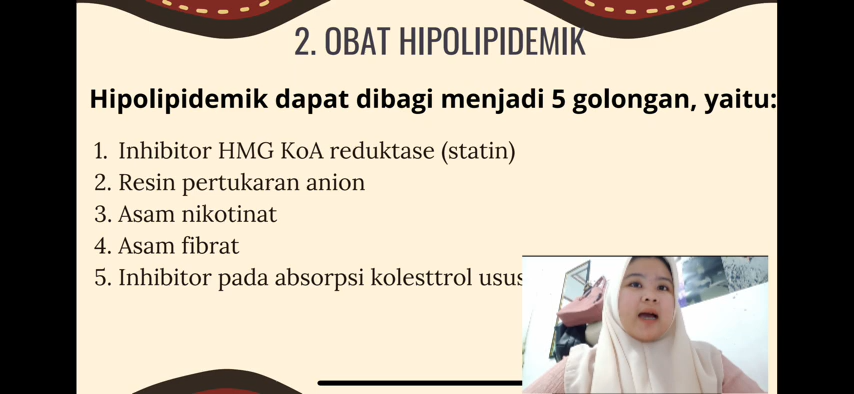 2. OBAT HIPOLIPIDEMIK
Hipolipidemik dapat dibagi menjadi 5 golongan, yaitu:
1. Inhibitor HMG KoA reduktase (statin)
2. Resin pertukaran anion
3. Asam nikotinat
4. Asam fibrat
5. Inhibitor pada absorpsi kolesttrol usus